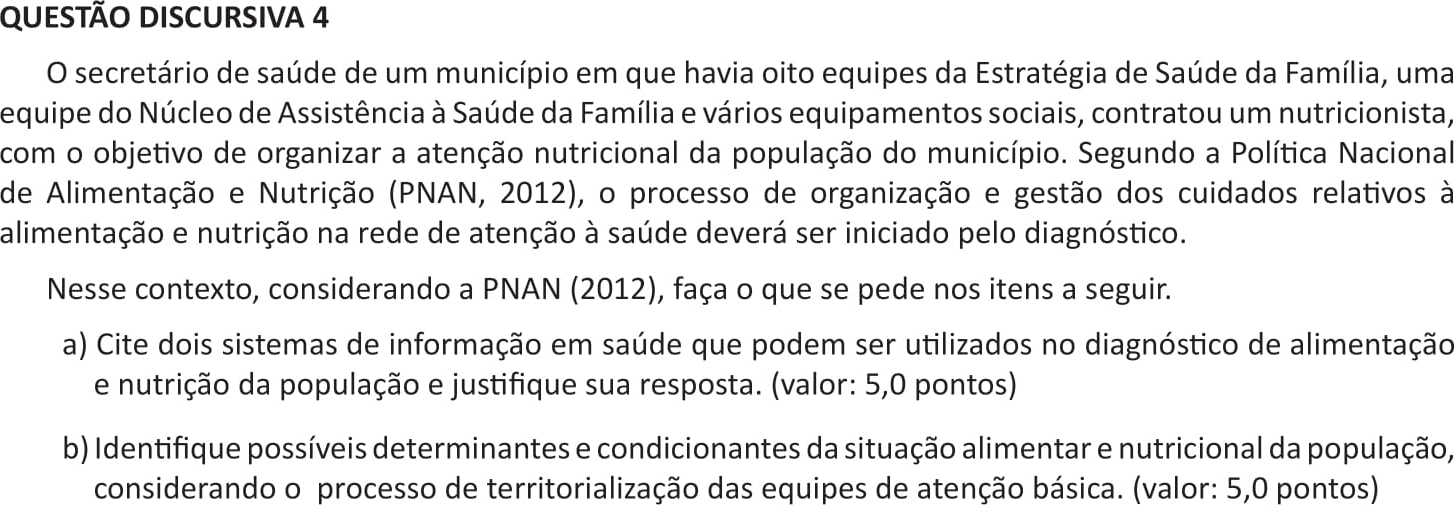 QUESTÃO DISCURSIVA 4
O secretário de saúde de um município em que havia oito equipes da Estratégia de Saúde da Família, uma
equipe do Núcleo de Assistência à Saúde da Família e vários equipamentos sociais, contratou um nutricionista,
com o objetivo de organizar a atenção nutricional da população do município. Segundo a Política Nacional
de Alimentação e Nutrição (PNAN, 2012), o processo de organização e gestão dos cuidados relativos à
alimentação e nutrição na rede de atenção à saúde deverá ser iniciado pelo diagnóstico.
Nesse contexto, considerando a PNAN (2012), faça o que se pede nos itens a seguir.
a) Cite dois sistemas de informação em saúde que podem ser utilizados no diagnóstico de alimentação
e nutrição da população e justifique sua resposta. (valor: 5,0 pontos)
b) Identifique possíveis determinantes e condicionantes da situação alimentar e nutricional da população,
considerando o processo de territorialização das equipes de atenção básica. (valor: 5,0 pontos)